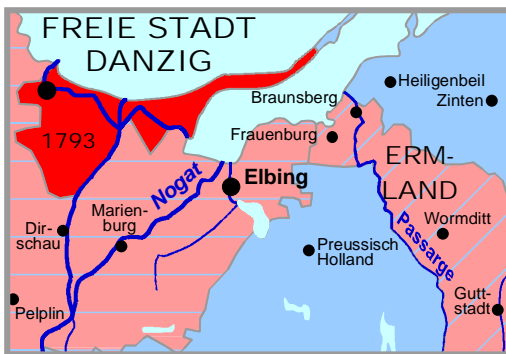 FREIE STADT
DANZIG
Heiligenbeil
Zinten
Braunsberg
Frauenburg
1793
ERM-
LAND
Nogat
Elbing
Marien-
burg
Dir-
schau
Wormditt
Passarge
Preussisch
Holland
Pelplin
Gutt-
stadt